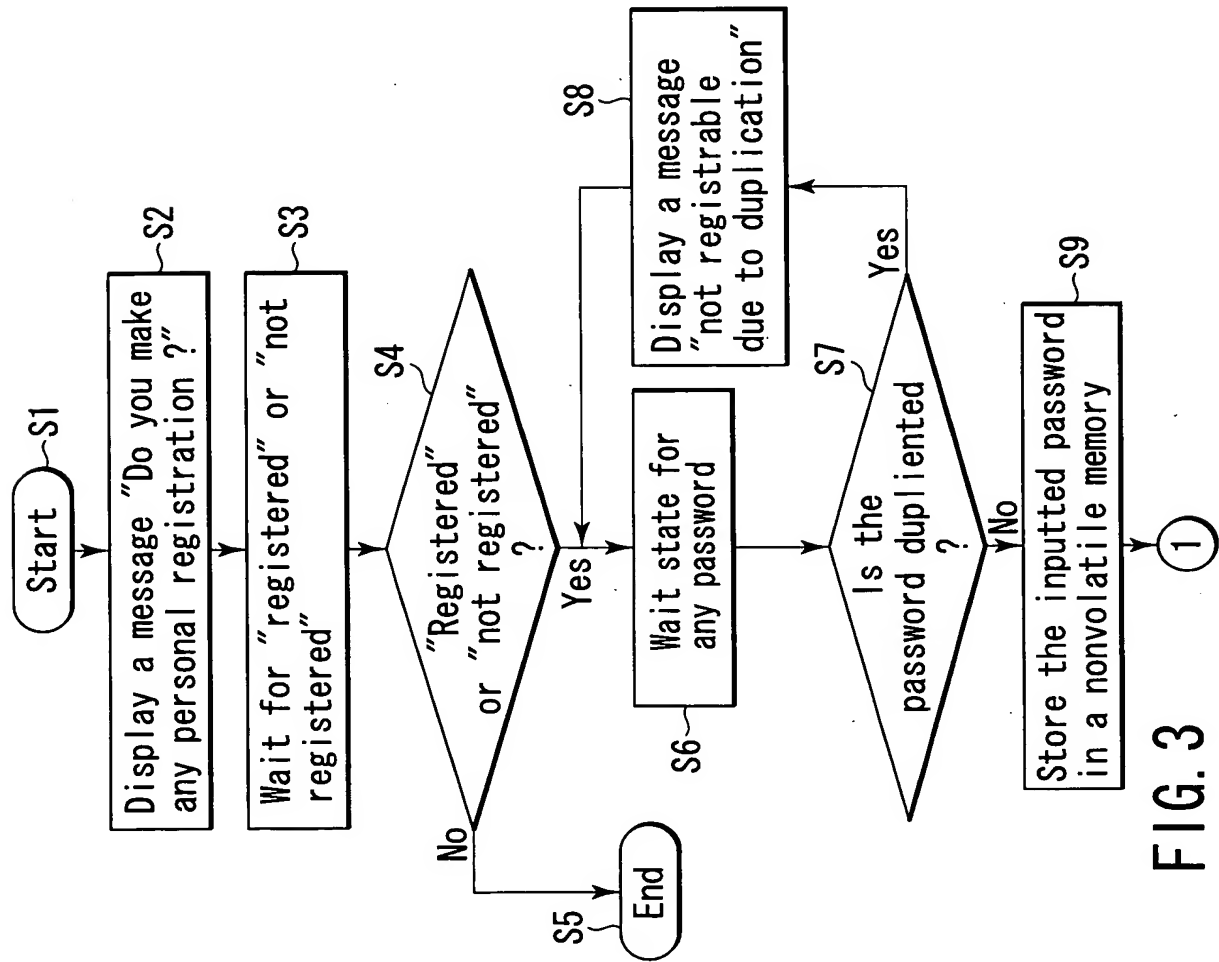 Start
S1
Display a message "Do you make
any personal registration ?"
S2
Wait for "registered" or "not
registered"
S3
"Registered"
or "not registered"
?
S4
No
Yes
End
S5
Wait state for
any password
S6
Display a message
"not registrable
due to duplication"
S8
Is the
password dupliented
?
S7
Yes
No
Store the inputted password
in a nonvolatile memory
S9
1
FIG. 3